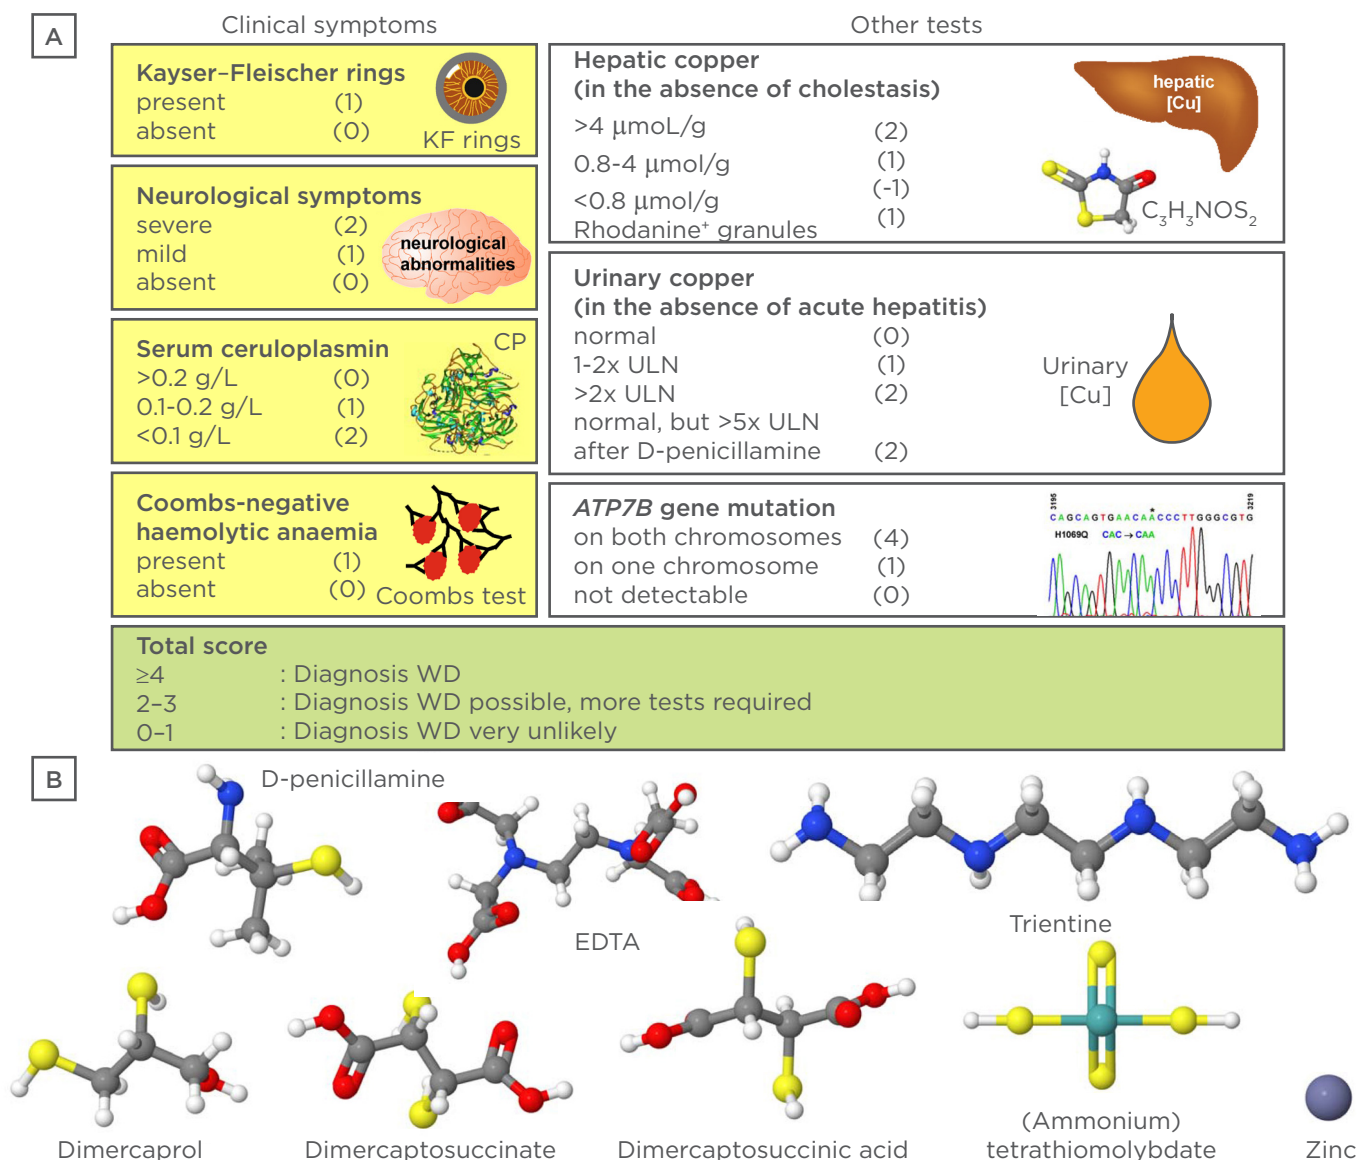 A
Clinical symptoms
Other tests
Kayser–Fleischer rings
present (1)
absent (0)
KF rings
Neurological symptoms
severe (2)
mild (1)
absent (0)
neurological
abnormalities
Serum ceruloplasmin
CP
>0.2 g/L (0)
0.1-0.2 g/L (1)
<0.1 g/L (2)
Coombs-negative
haemolytic anaemia
present (1)
absent (0)
Coombs test
Hepatic copper
(in the absence of cholestasis)
>4 µmoL/g (2)
0.8-4 µmol/g (1)
<0.8 µmol/g (-1)
Rhodanine⁺ granules (1)
hepatic
[Cu]
C₃H₃NOS₂
Urinary copper
(in the absence of acute hepatitis)
normal (0)
1-2x ULN (1)
>2x ULN (2)
normal, but >5x ULN
after D-penicillamine (2)
Urinary
[Cu]
ATP7B gene mutation
on both chromosomes (4)
on one chromosome (1)
not detectable (0)
3195 * 3219
CAGCAGTGAACAACCCTTGGGCGTG
H1069Q CAC → CAA
Total score
≥4 : Diagnosis WD
2–3 : Diagnosis WD possible, more tests required
0–1 : Diagnosis WD very unlikely
B
D-penicillamine
EDTA
Trientine
Dimercaprol
Dimercaptosuccinate
Dimercaptosuccinic acid
(Ammonium)
tetrathiomolybdate
Zinc